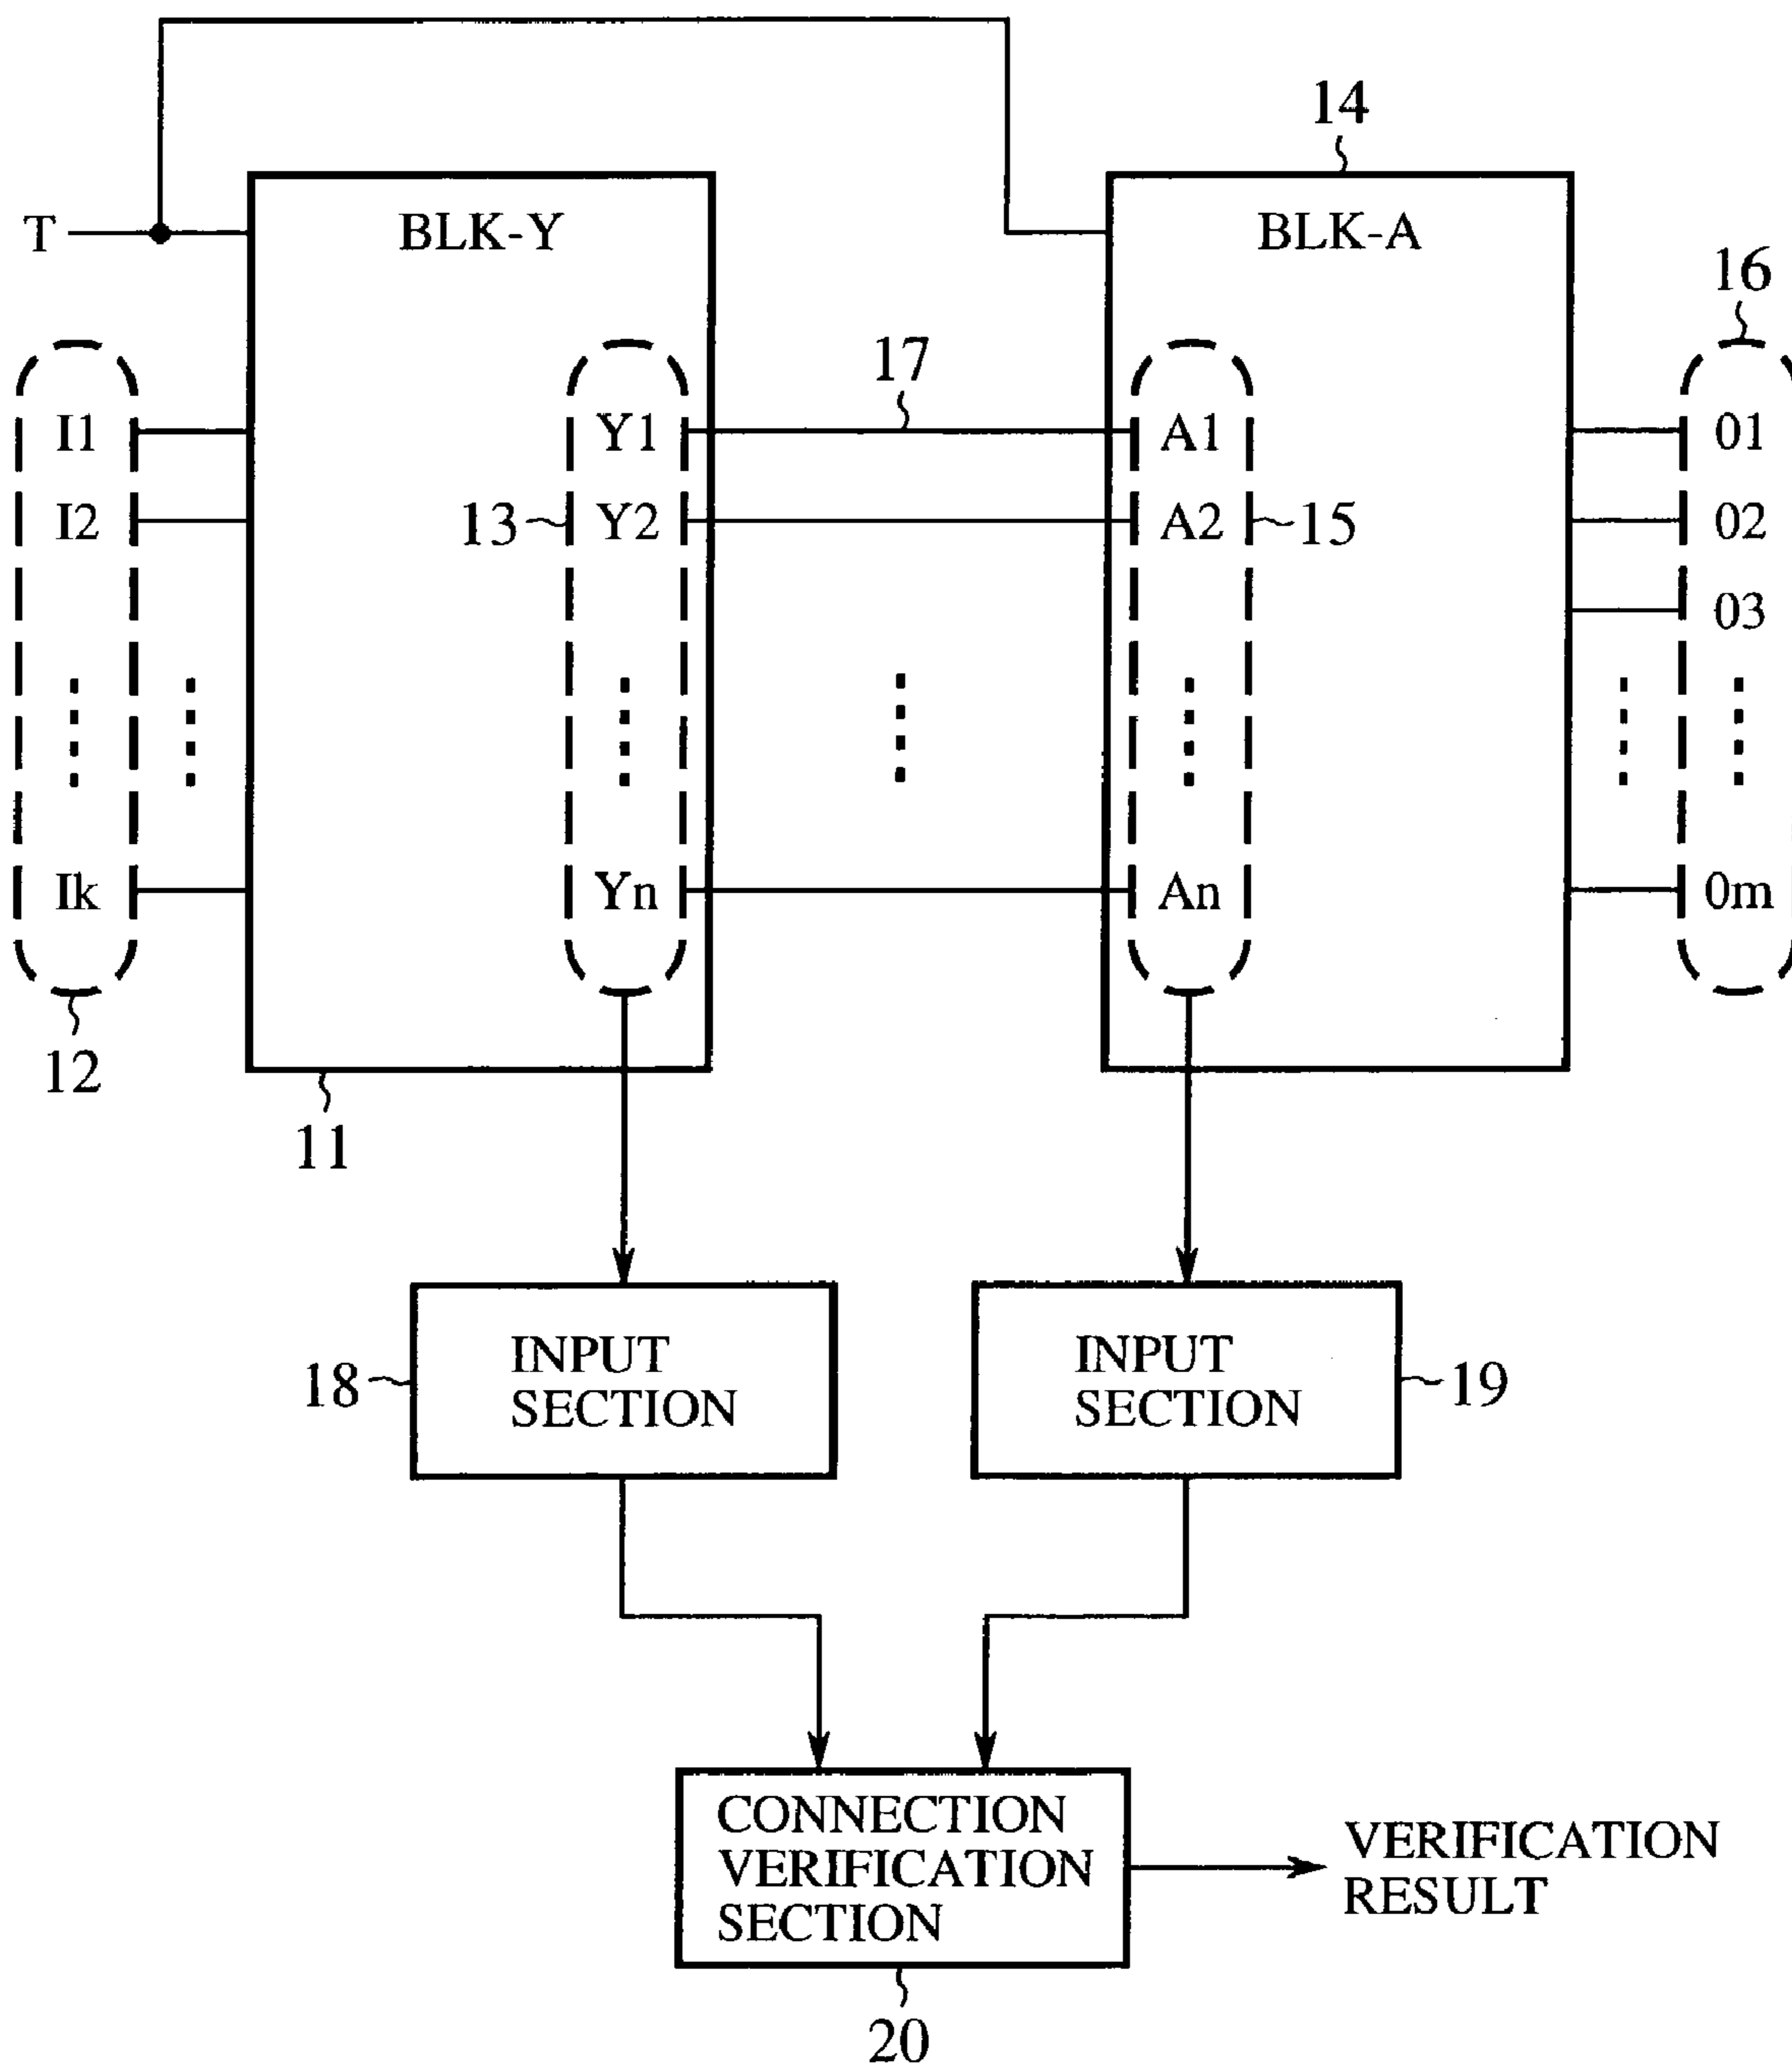 14
T
BLK-Y
BLK-A
16
17
I1
Y1
A1
01
I2
13
Y2
A2
15
02
03
Ik
Yn
An
0m
12
11
18
INPUT
SECTION
INPUT
SECTION
19
CONNECTION
VERIFICATION
SECTION
VERIFICATION
RESULT
20